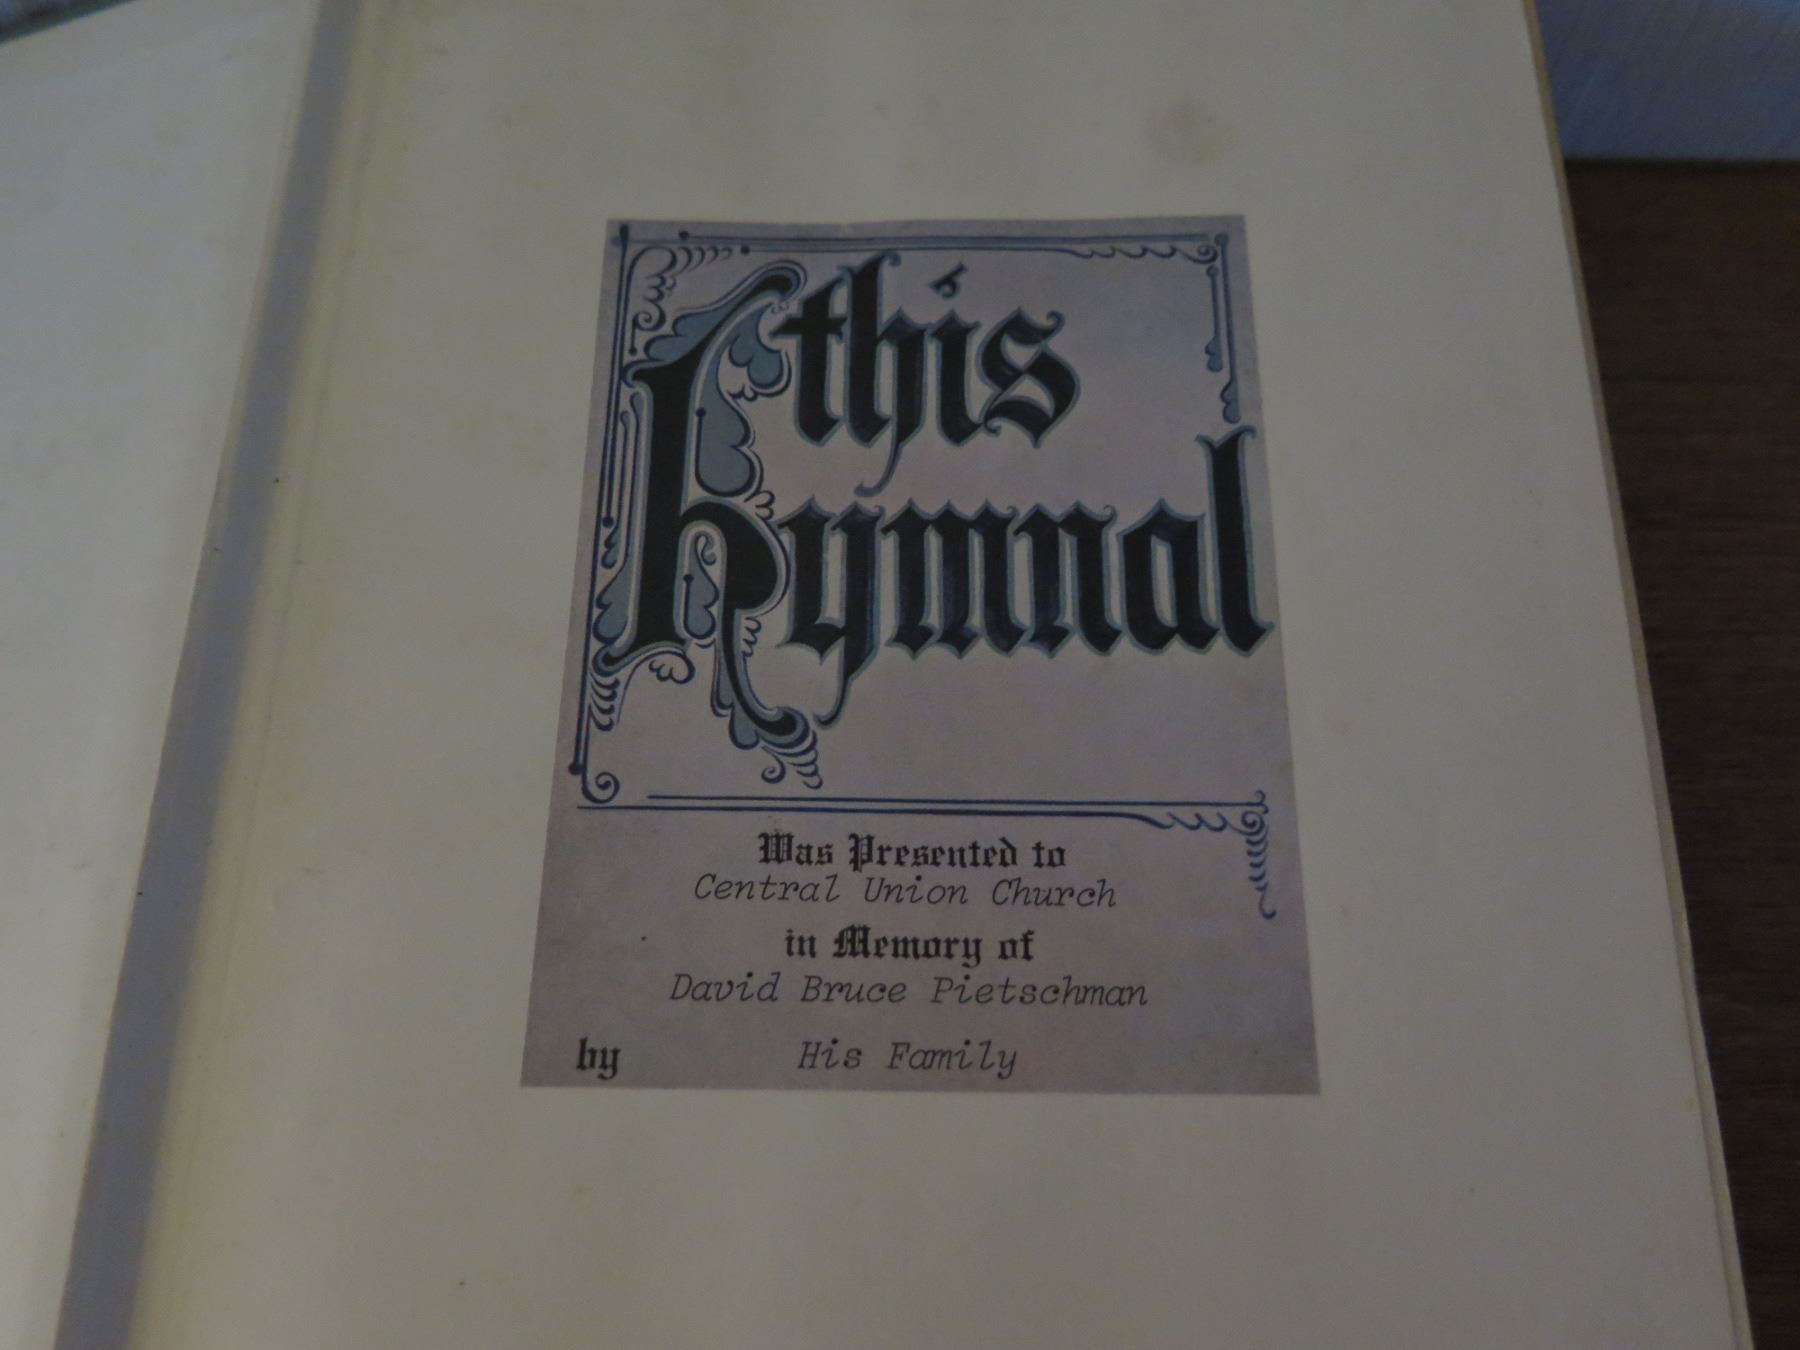 this
hymnal
Was Presented to
Central Union Church
in Memory of
David Bruce Pietschman
by His Family